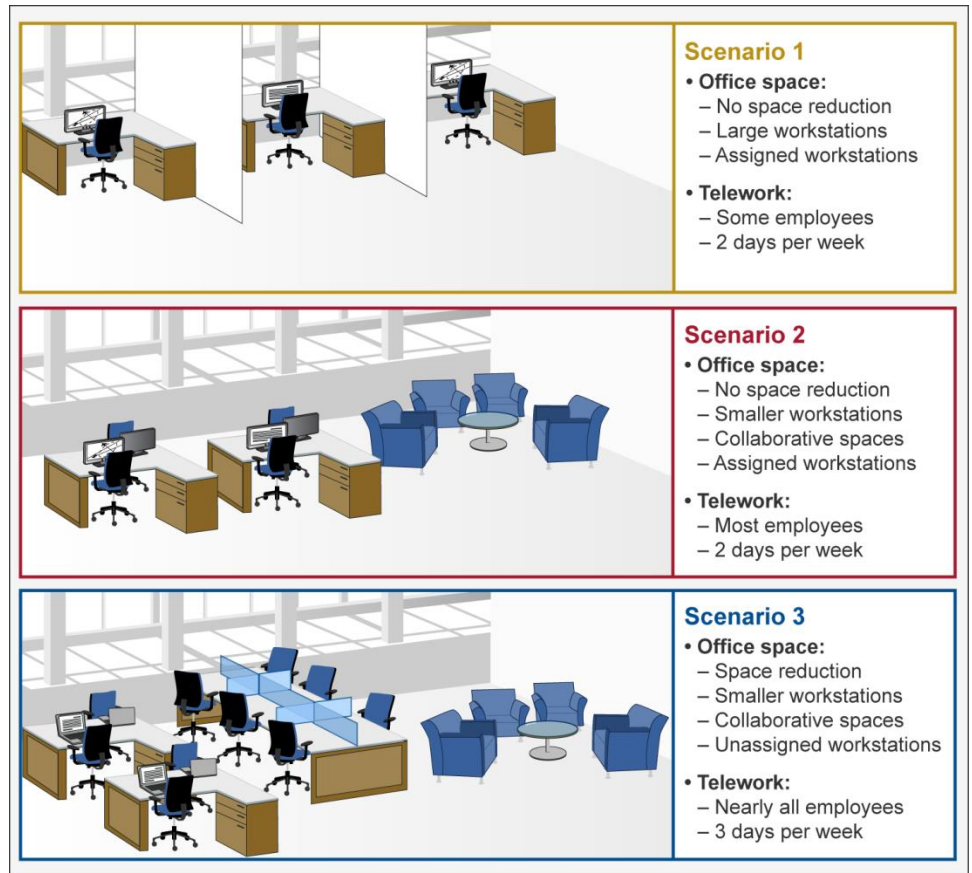 Scenario 1
• Office space:
– No space reduction
– Large workstations
– Assigned workstations
• Telework:
– Some employees
– 2 days per week
Scenario 2
• Office space:
– No space reduction
– Smaller workstations
– Collaborative spaces
– Assigned workstations
• Telework:
– Most employees
– 2 days per week
Scenario 3
• Office space:
– Space reduction
– Smaller workstations
– Collaborative spaces
– Unassigned workstations
• Telework:
– Nearly all employees
– 3 days per week